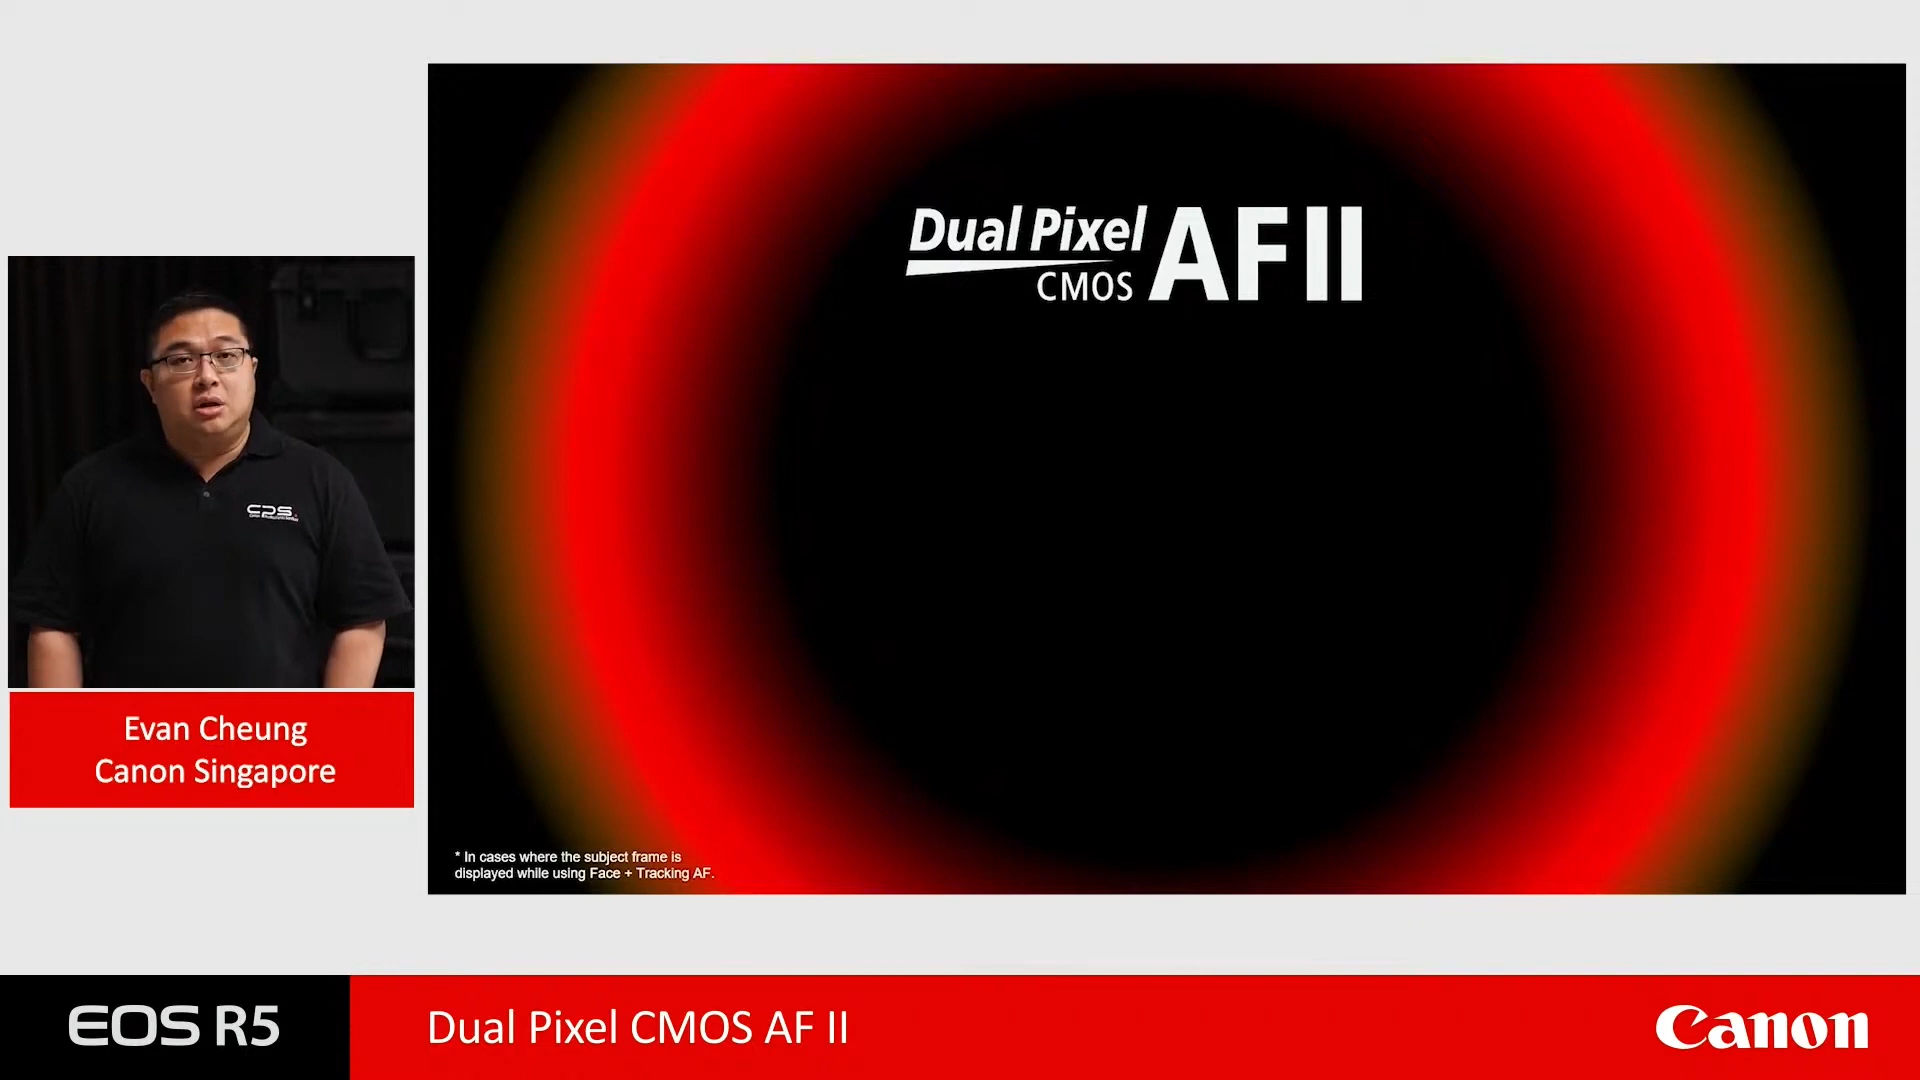 Dual Pixel
CMOS
AF II
CPS
Evan Cheung
Canon Singapore
* In cases where the subject frame is
displayed while using Face + Tracking AF.
EOS R5
Dual Pixel CMOS AF II
Canon